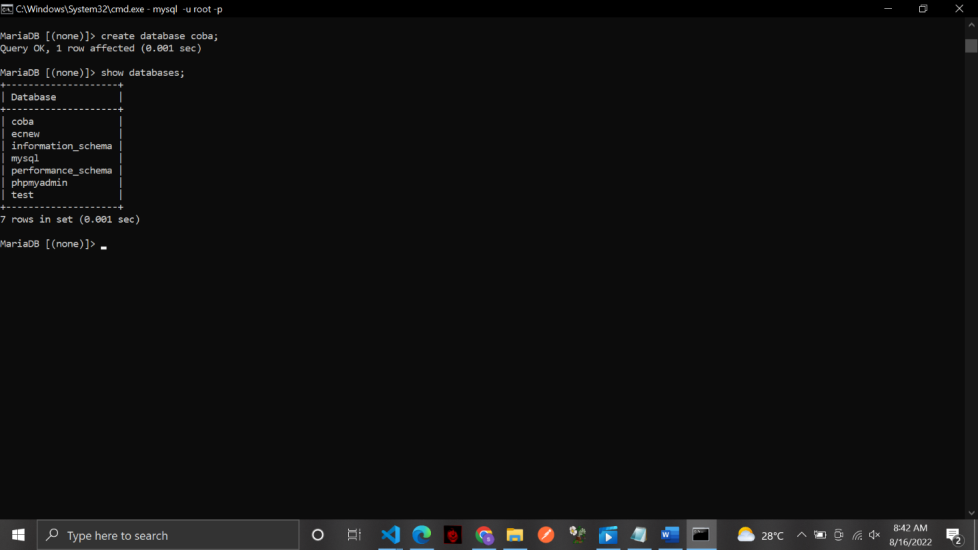 C:\Windows\System32\cmd.exe - mysql -u root -p
MariaDB [(none)]> create database coba;
Query OK, 1 row affected (0.001 sec)
MariaDB [(none)]> show databases;
+--------------------+
| Database           |
+--------------------+
| coba               |
| ecnew              |
| information_schema |
| mysql              |
| performance_schema |
| phpmyadmin         |
| test               |
+--------------------+
7 rows in set (0.001 sec)
MariaDB [(none)]> _
Type here to search
28°C
8:42 AM
8/16/2022
2